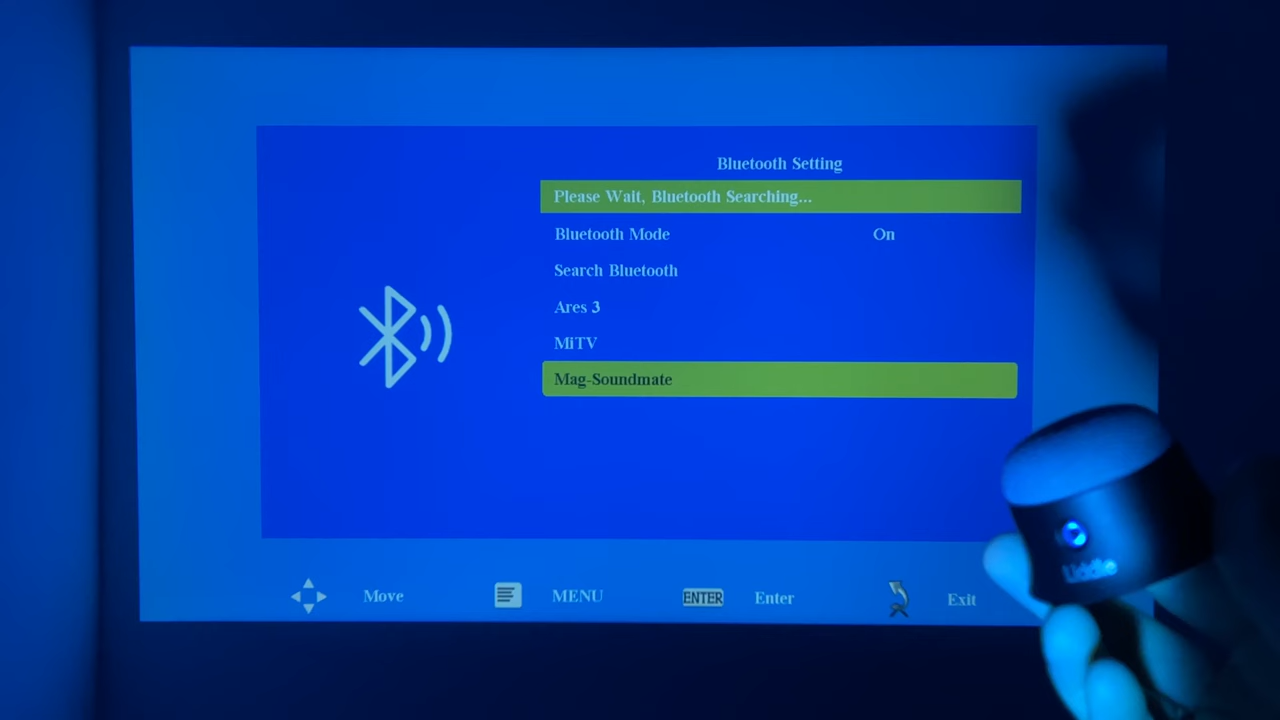 Bluetooth Setting
Please Wait, Bluetooth Searching...
Bluetooth Mode On
Search Bluetooth
Ares 3
MiTV
Mag-Soundmate
Move MENU ENTER Enter Exit